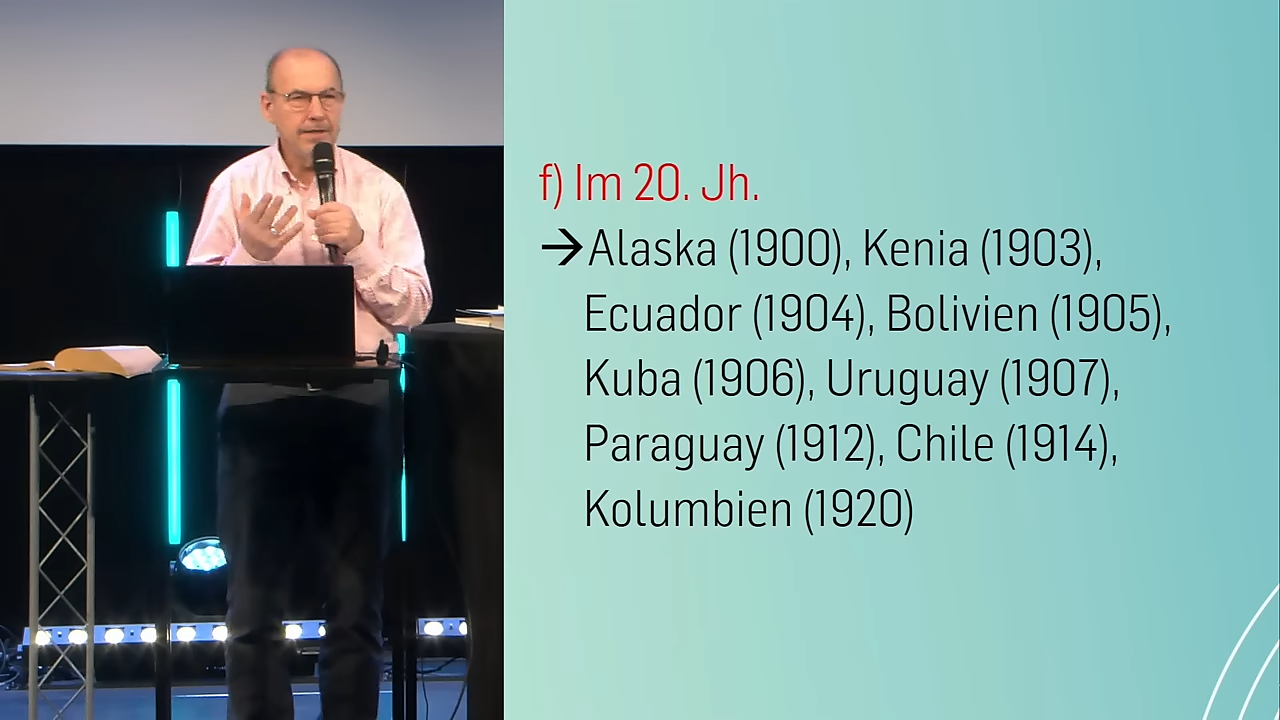 f) Im 20. Jh.
→Alaska (1900), Kenia (1903),
Ecuador (1904), Bolivien (1905),
Kuba (1906), Uruguay (1907),
Paraguay (1912), Chile (1914),
Kolumbien (1920)